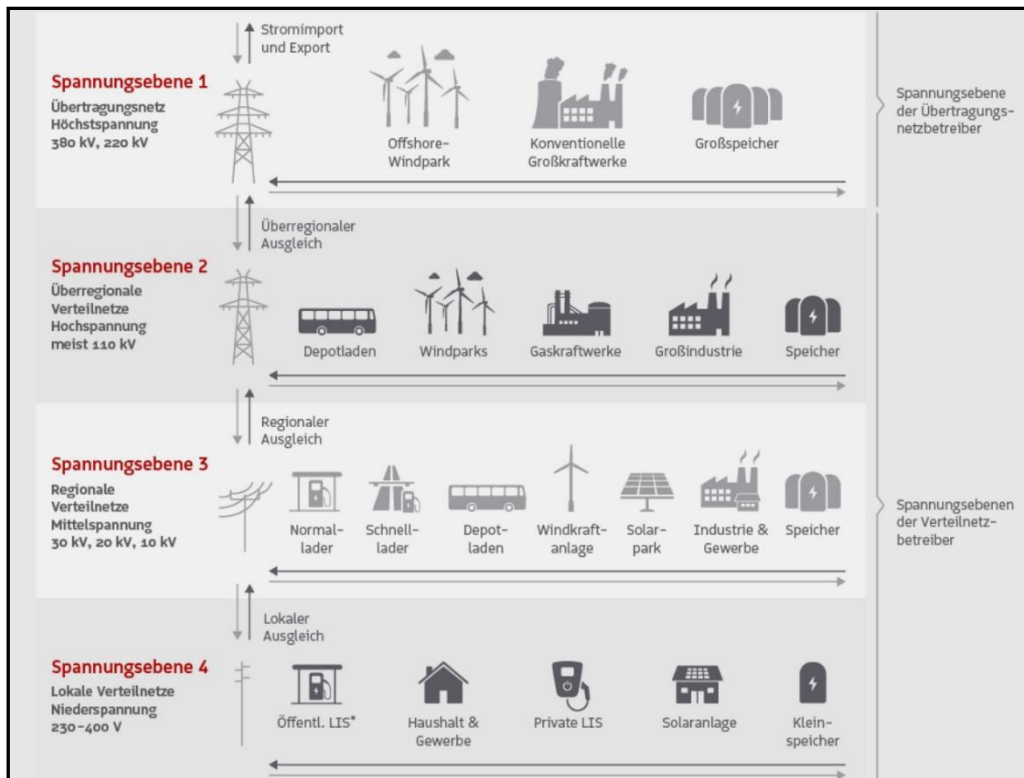 Stromimport
und Export
Spannungsebene 1
Übertragungsnetz
Höchstspannung
380 kV, 220 kV
Offshore-
Windpark
Konventionelle
Großkraftwerke
Großspeicher
Spannungsebene
der Übertragungs-
netzbetreiber
Überregionaler
Ausgleich
Spannungsebene 2
Überregionale
Verteilnetze
Hochspannung
meist 110 kV
Depotladen
Windparks
Gaskraftwerke
Großindustrie
Speicher
Regionaler
Ausgleich
Spannungsebene 3
Regionale
Verteilnetze
Mittelspannung
30 kV, 20 kV, 10 kV
Normal-
lader
Schnell-
lader
Depot-
laden
Windkraft-
anlage
Solar-
park
Industrie &
Gewerbe
Speicher
Spannungsebenen
der Verteilnetz-
betreiber
Lokaler
Ausgleich
Spannungsebene 4
Lokale Verteilnetze
Niederspannung
230–400 V
Öffentl. LIS*
Haushalt &
Gewerbe
Private LIS
Solaranlage
Klein-
speicher